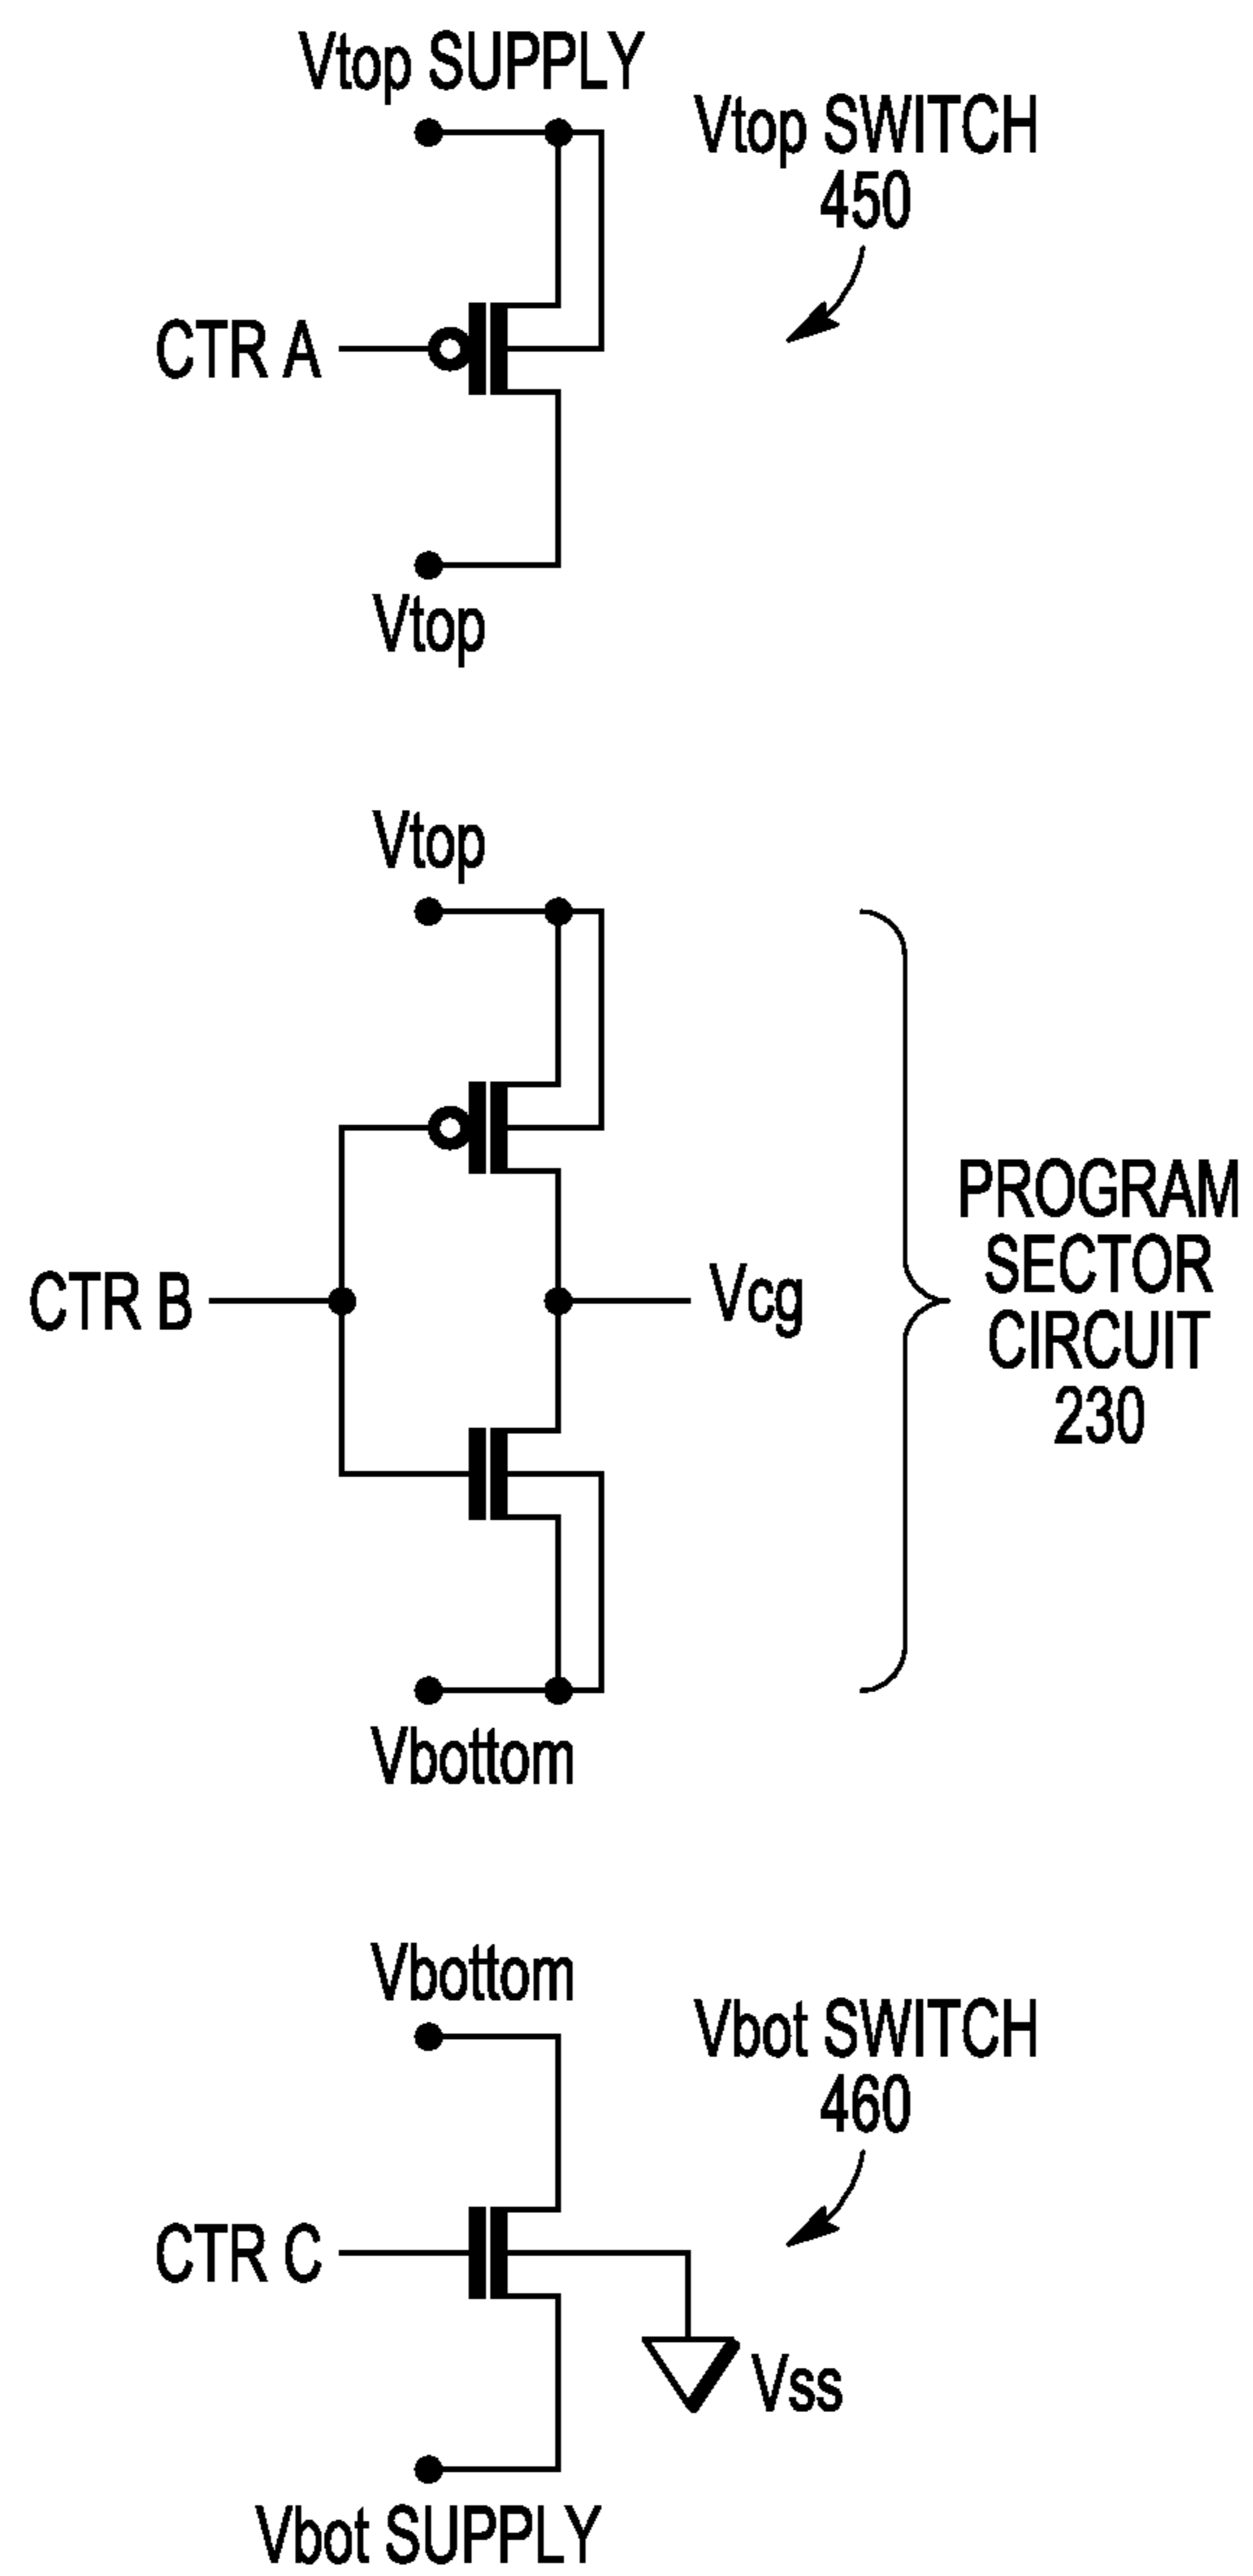 Vtop SUPPLY
Vtop SWITCH
450
CTR A
Vtop
Vtop
PROGRAM
SECTOR
CIRCUIT
230
CTR B
Vcg
Vbottom
Vbottom
Vbot SWITCH
460
CTR C
Vss
Vbot SUPPLY